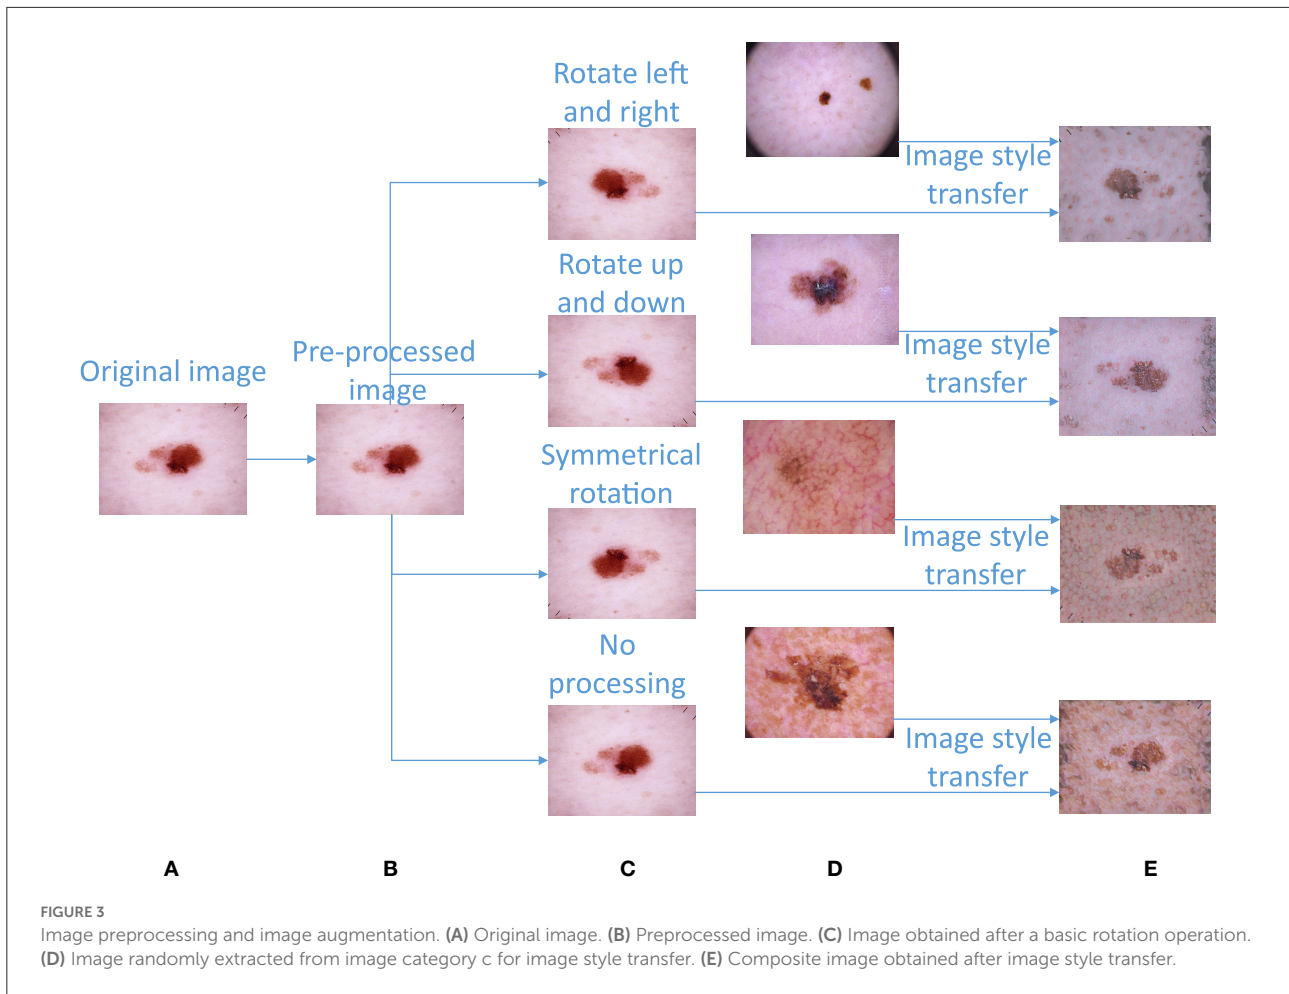 Rotate left
and right
Image style
transfer
Rotate up
and down
Original image
Pre-processed
image
Image style
transfer
Symmetrical
rotation
Image style
transfer
No
processing
Image style
transfer
A B C D E
FIGURE 3
Image preprocessing and image augmentation. (A) Original image. (B) Preprocessed image. (C) Image obtained after a basic rotation operation.
(D) Image randomly extracted from image category c for image style transfer. (E) Composite image obtained after image style transfer.